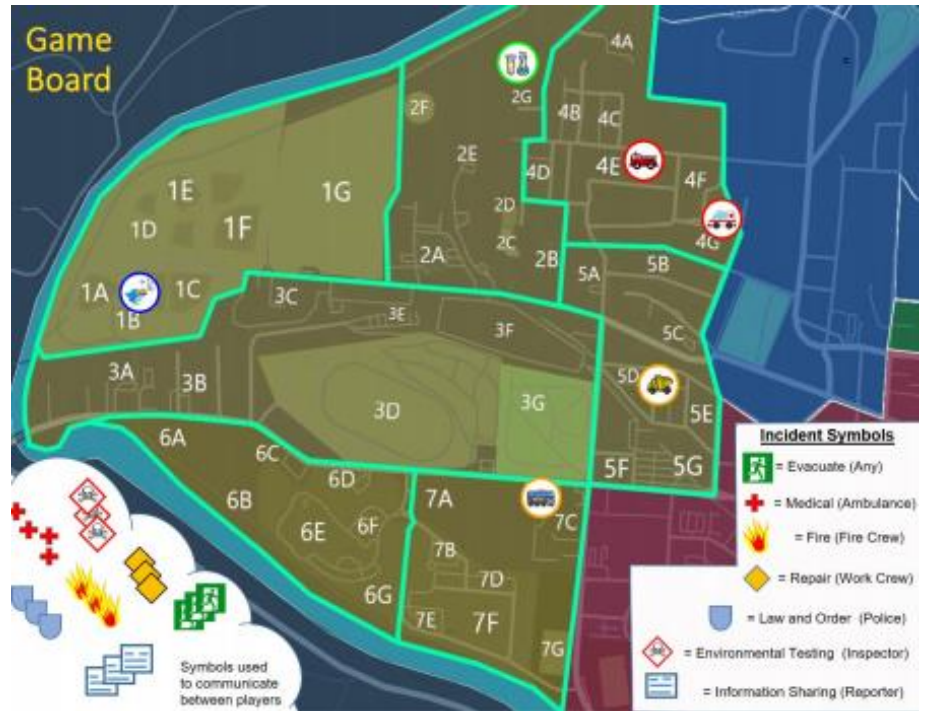 Game
Board
4A
2G
2F
4B
4C
2E
4D
4E
4F
1E
1G
1D
1F
2D
2C
4G
2A
2B
5B
5A
1A
1C
3C
1B
3E
3F
5C
3A
3B
5D
3D
3G
5E
6A
6C
5F
5G
6D
6B
7A
7C
6E
6F
7B
7D
6G
7E
7F
7G
Incident Symbols
= Evacuate (Any)
= Medical (Ambulance)
= Fire (Fire Crew)
= Repair (Work Crew)
= Law and Order (Police)
= Environmental Testing (Inspector)
= Information Sharing (Reporter)
Symbols used
to communicate
between players